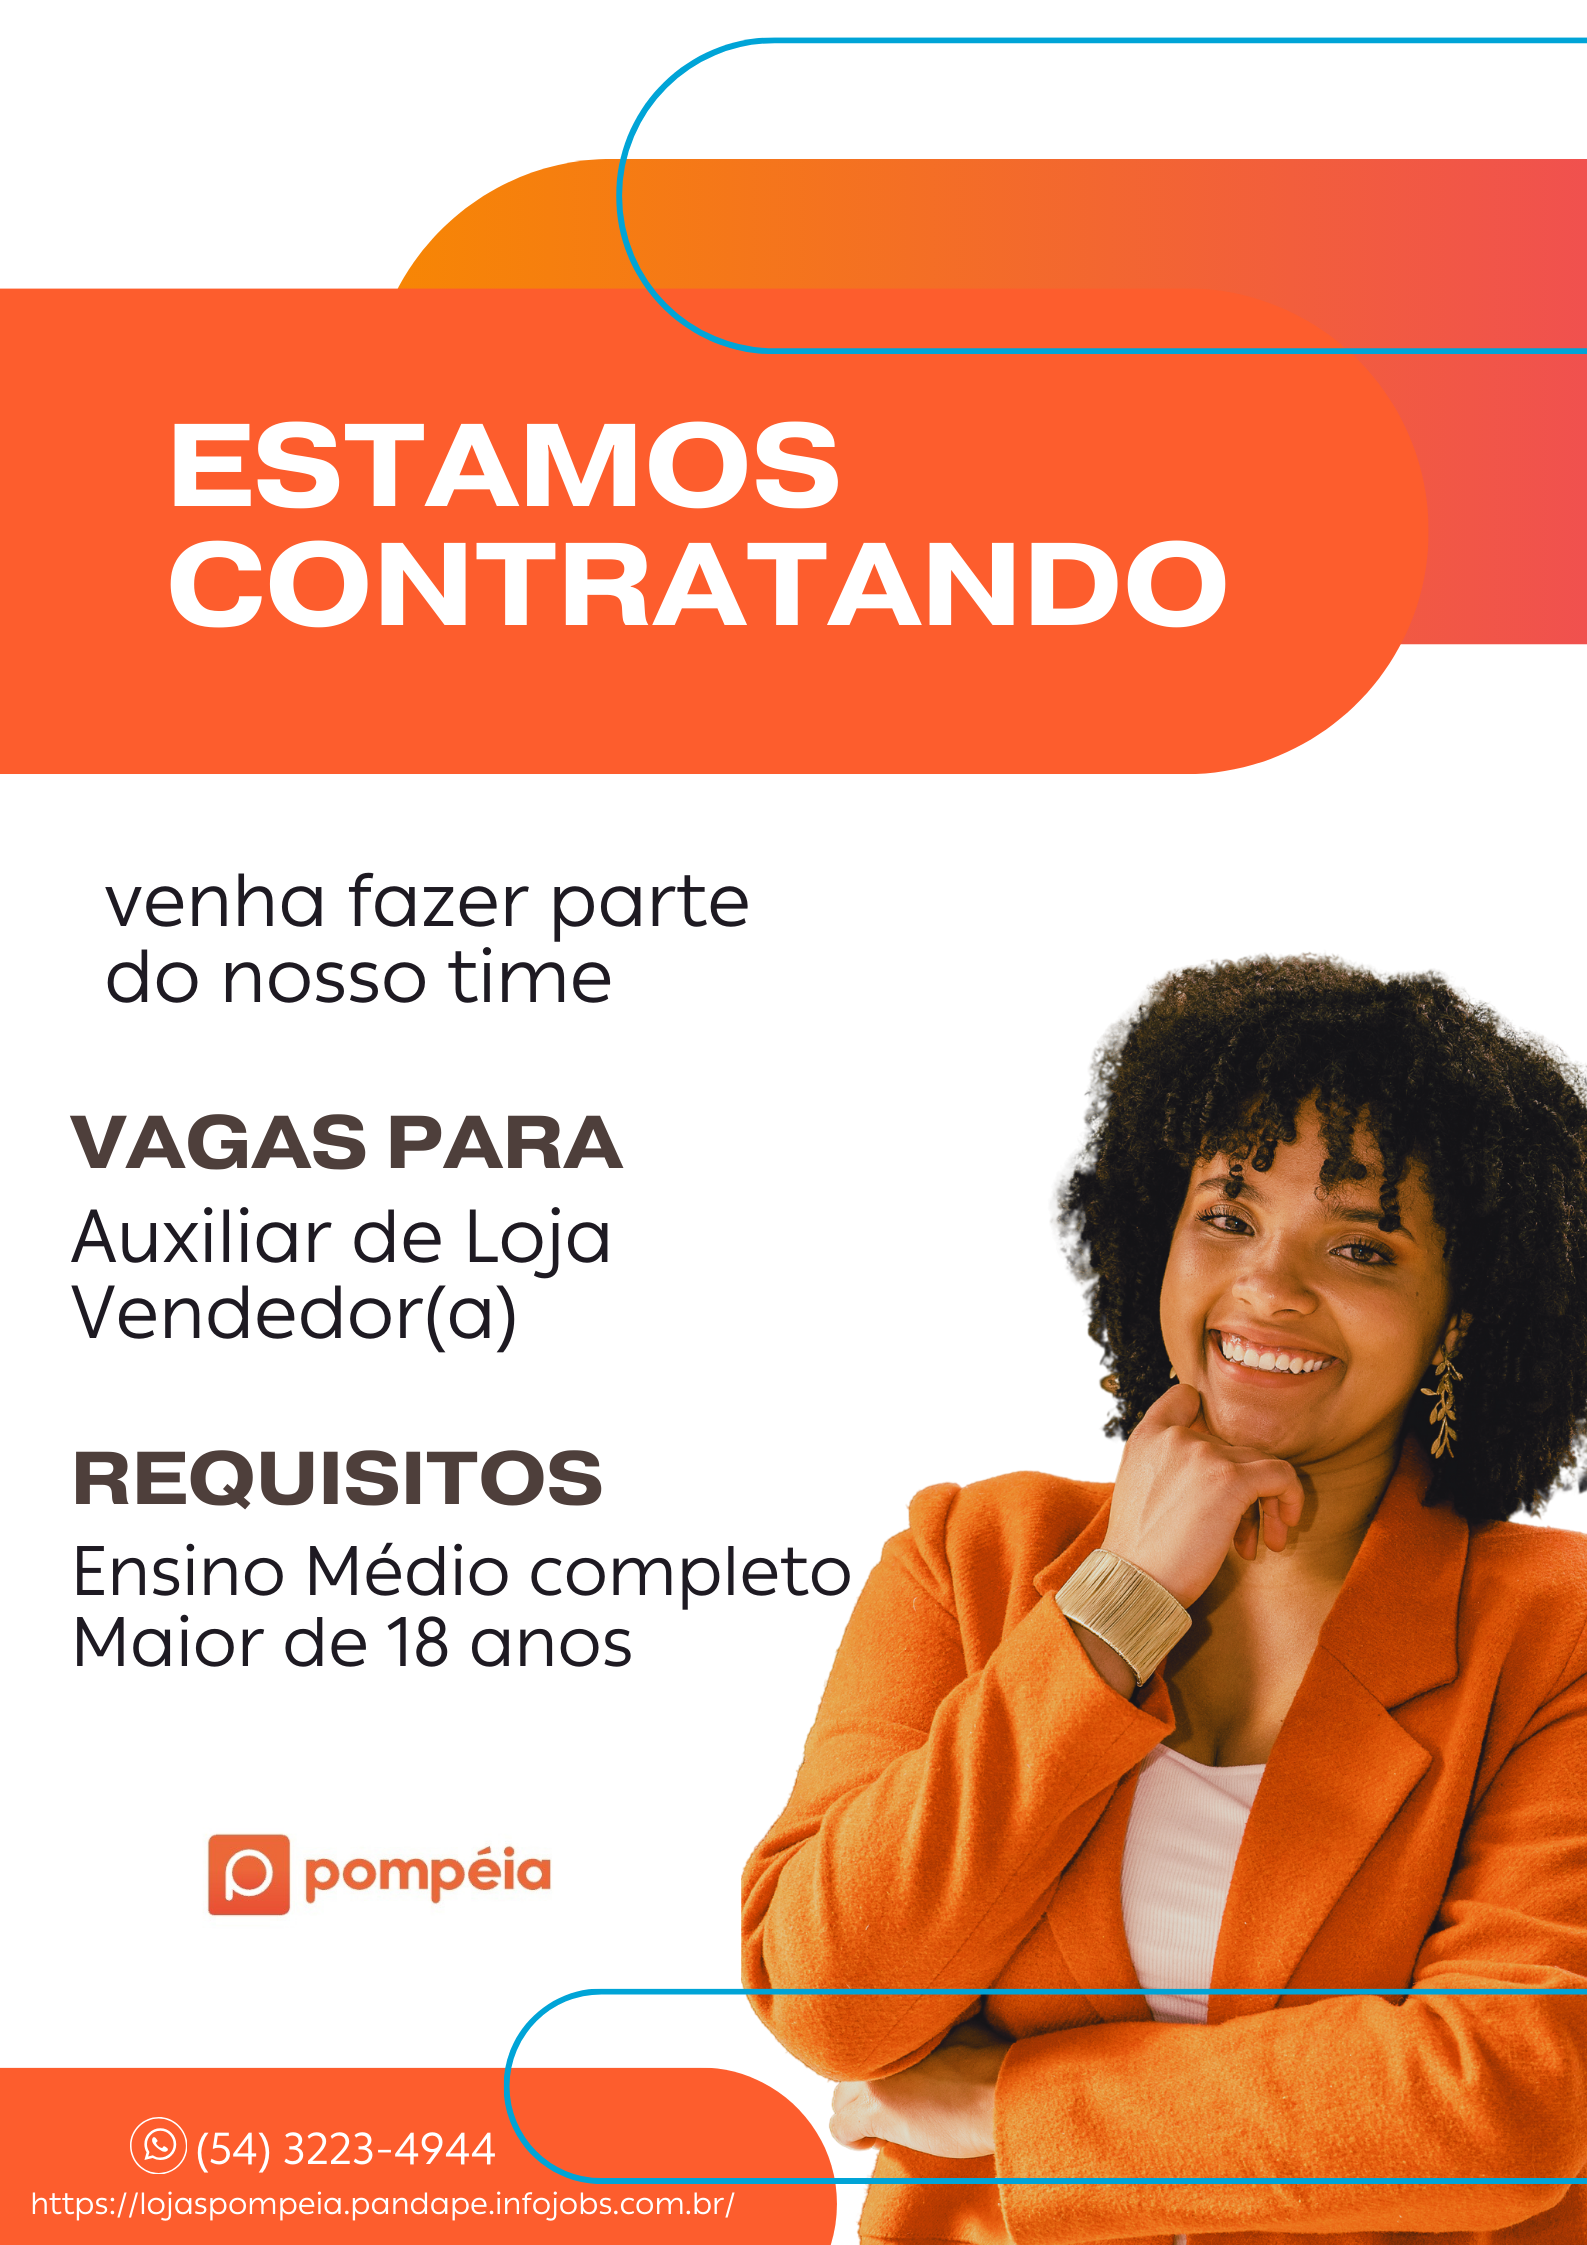 ESTAMOS
CONTRATANDO
venha fazer parte
do nosso time
VAGAS PARA
Auxiliar de Loja
Vendedor(a)
REQUISITOS
Ensino Médio completo
Maior de 18 anos
pompéia
(54) 3223-4944
https://lojaspompeia.pandape.infojobs.com.br/